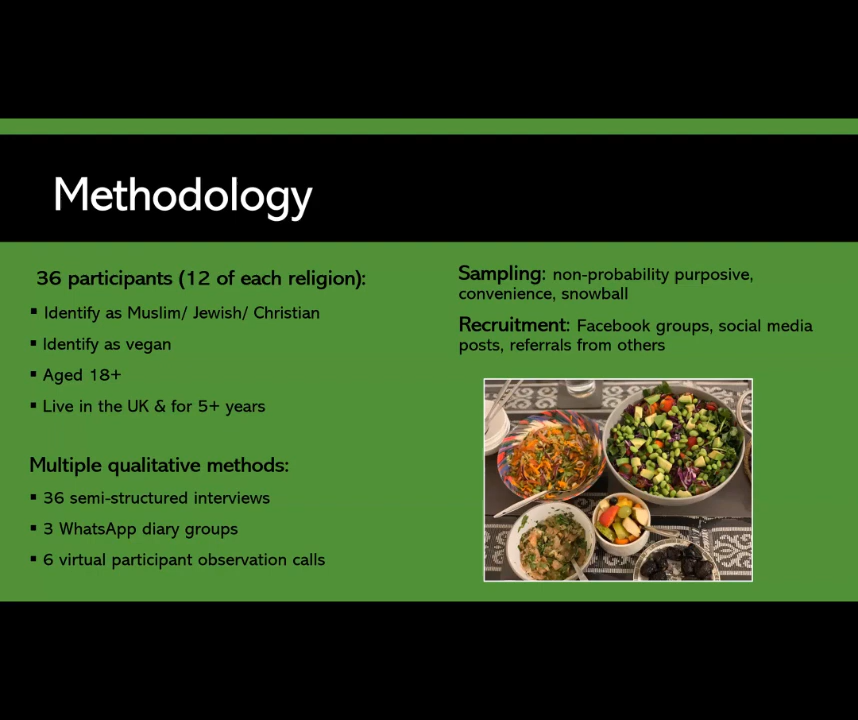 Methodology
36 participants (12 of each religion):
▪ Identify as Muslim/ Jewish/ Christian
▪ Identify as vegan
▪ Aged 18+
▪ Live in the UK & for 5+ years
Multiple qualitative methods:
▪ 36 semi-structured interviews
▪ 3 WhatsApp diary groups
▪ 6 virtual participant observation calls
Sampling: non-probability purposive,
convenience, snowball
Recruitment: Facebook groups, social media
posts, referrals from others